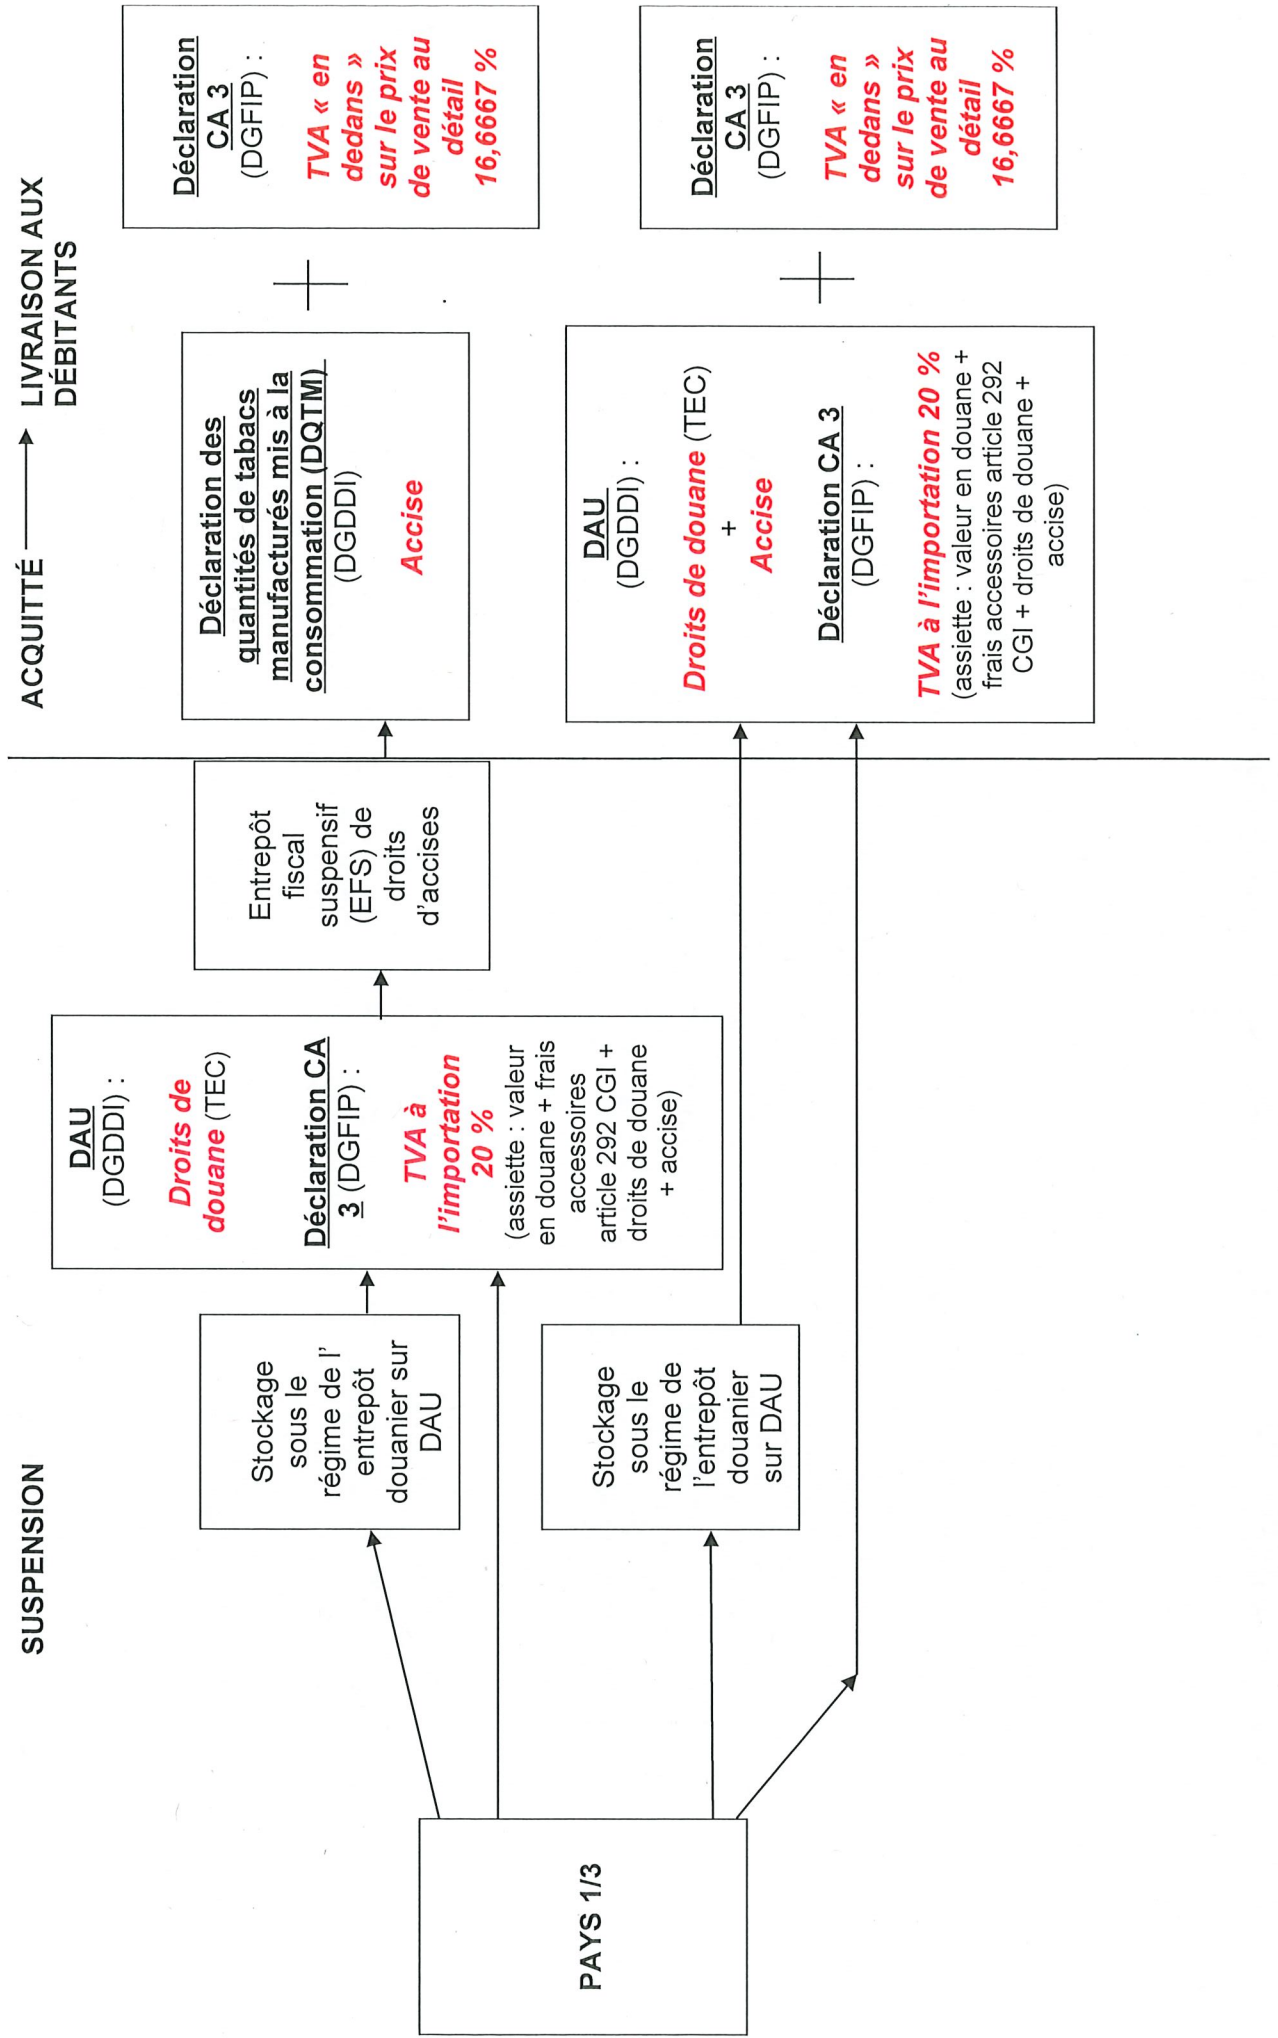 SUSPENSION
ACQUITTÉ
LIVRAISON AUX
DÉBITANTS
PAYS 1/3
Stockage
sous le
régime de l'
entrepôt
douanier sur
DAU
DAU
(DGDDI) :
Droits de
douane (TEC)
Déclaration CA
3 (DGFIP) :
TVA à
l'importation
20 %
(assiette : valeur
en douane + frais
accessoires
article 292 CGI +
droits de douane
+ accise)
Entrepôt
fiscal
suspensif
(EFS) de
droits
d'accises
Déclaration des
quantités de tabacs
manufacturés mis à la
consommation (DQTM)
(DGDDI)
Accise
Déclaration
CA 3
(DGFIP) :
TVA « en
dedans »
sur le prix
de vente au
détail
16,6667 %
Stockage
sous le
régime de
l'entrepôt
douanier
sur DAU
DAU
(DGDDI) :
Droits de douane (TEC)
+
Accise
Déclaration CA 3
(DGFIP) :
TVA à l'importation 20 %
(assiette : valeur en douane +
frais accessoires article 292
CGI + droits de douane +
accise)
Déclaration
CA 3
(DGFIP) :
TVA « en
dedans »
sur le prix
de vente au
détail
16,6667 %